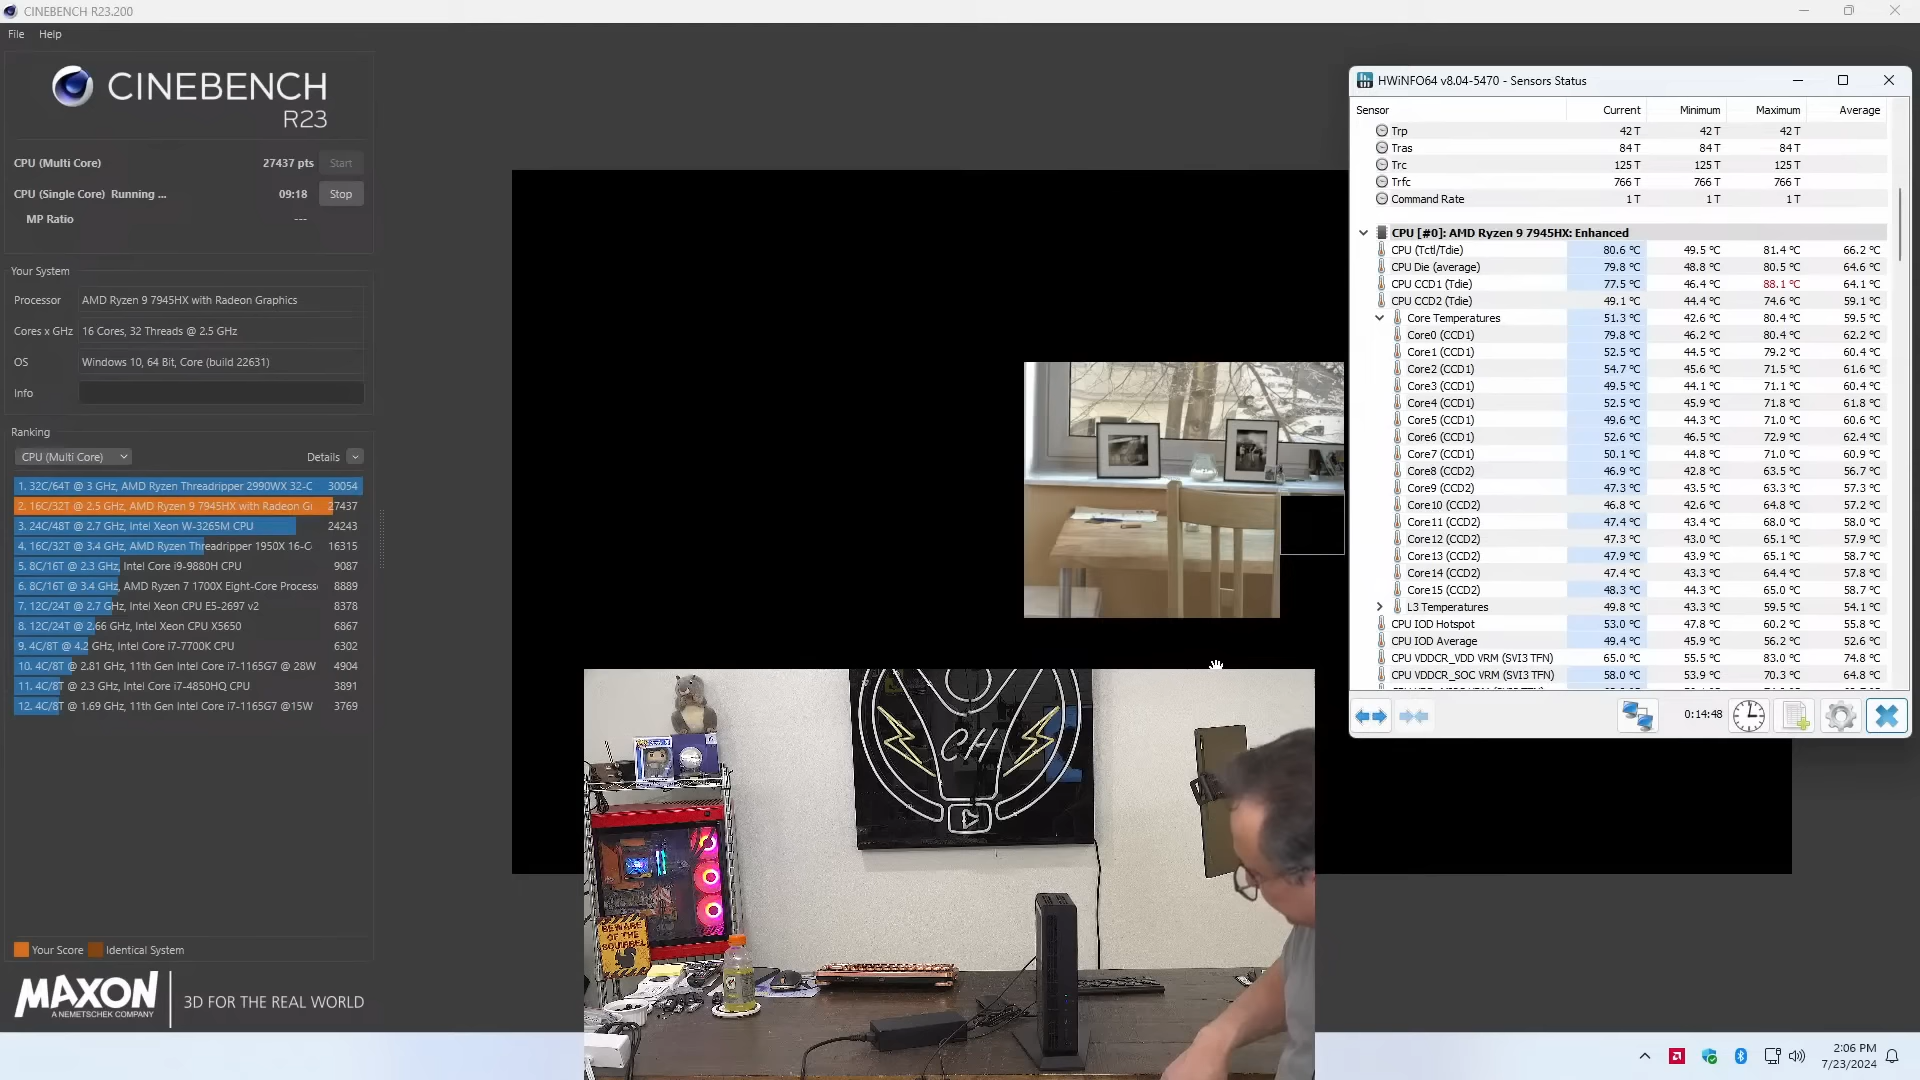 CINEBENCH R23.200
File Help
CINEBENCH
R23
CPU (Multi Core) 27437 pts Start
CPU (Single Core) Running ... 09:18 Stop
MP Ratio ---
Your System
Processor AMD Ryzen 9 7945HX with Radeon Graphics
Cores x GHz 16 Cores, 32 Threads @ 2.5 GHz
OS Windows 10, 64 Bit, Core (build 22631)
Info
Ranking
CPU (Multi Core) Details
1. 32C/64T @ 3 GHz, AMD Ryzen Threadripper 2990WX 32-C 30054
2. 16C/32T @ 2.5 GHz, AMD Ryzen 9 7945HX with Radeon Gi 27437
3. 24C/48T @ 2.7 GHz, Intel Xeon W-3265M CPU 24243
4. 16C/32T @ 3.4 GHz, AMD Ryzen Threadripper 1950X 16-C 16315
5. 8C/16T @ 2.3 GHz, Intel Core i9-9880H CPU 9087
6. 8C/16T @ 3.4 GHz, AMD Ryzen 7 1700X Eight-Core Process 8889
7. 12C/24T @ 2.7 GHz, Intel Xeon CPU E5-2697 v2 8378
8. 12C/24T @ 2.66 GHz, Intel Xeon CPU X5650 6867
9. 4C/8T @ 4.2 GHz, Intel Core i7-7700K CPU 6302
10. 4C/8T @ 2.81 GHz, 11th Gen Intel Core i7-1165G7 @ 28W 4904
11. 4C/8T @ 2.3 GHz, Intel Core i7-4850HQ CPU 3891
12. 4C/8T @ 1.69 GHz, 11th Gen Intel Core i7-1165G7 @15W 3769
Your Score Identical System
MAXON
A NEMETSCHEK COMPANY
3D FOR THE REAL WORLD
CH
BEWARE
OF THE
SQUIRREL
HWiNFO64 v8.04-5470 - Sensors Status
Sensor Current Minimum Maximum Average
Trp 42 T 42 T 42 T
Tras 84 T 84 T 84 T
Trc 125 T 125 T 125 T
Trfc 766 T 766 T 766 T
Command Rate 1 T 1 T 1 T
CPU [#0]: AMD Ryzen 9 7945HX: Enhanced
CPU (Tctl/Tdie) 80.6 °C 49.5 °C 81.4 °C 66.2 °C
CPU Die (average) 79.8 °C 48.8 °C 80.5 °C 64.6 °C
CPU CCD1 (Tdie) 77.5 °C 46.4 °C 88.1 °C 64.1 °C
CPU CCD2 (Tdie) 49.1 °C 44.4 °C 74.6 °C 59.1 °C
Core Temperatures 51.3 °C 42.6 °C 80.4 °C 59.5 °C
Core0 (CCD1) 79.8 °C 46.2 °C 80.4 °C 62.2 °C
Core1 (CCD1) 52.5 °C 44.5 °C 79.2 °C 60.4 °C
Core2 (CCD1) 54.7 °C 45.6 °C 71.5 °C 61.6 °C
Core3 (CCD1) 49.5 °C 44.1 °C 71.1 °C 60.4 °C
Core4 (CCD1) 52.5 °C 45.9 °C 71.8 °C 61.8 °C
Core5 (CCD1) 49.6 °C 44.3 °C 71.0 °C 60.6 °C
Core6 (CCD1) 52.6 °C 46.5 °C 72.9 °C 62.4 °C
Core7 (CCD1) 50.1 °C 44.8 °C 71.0 °C 60.9 °C
Core8 (CCD2) 46.9 °C 42.8 °C 63.5 °C 56.7 °C
Core9 (CCD2) 47.3 °C 43.5 °C 63.3 °C 57.3 °C
Core10 (CCD2) 46.8 °C 42.6 °C 64.8 °C 57.2 °C
Core11 (CCD2) 47.4 °C 43.4 °C 68.0 °C 58.0 °C
Core12 (CCD2) 47.3 °C 43.0 °C 65.1 °C 57.9 °C
Core13 (CCD2) 47.9 °C 43.9 °C 65.1 °C 58.7 °C
Core14 (CCD2) 47.4 °C 43.3 °C 64.4 °C 57.8 °C
Core15 (CCD2) 48.3 °C 44.3 °C 65.0 °C 58.7 °C
L3 Temperatures 49.8 °C 43.3 °C 59.5 °C 54.1 °C
CPU IOD Hotspot 53.0 °C 47.8 °C 60.2 °C 55.8 °C
CPU IOD Average 49.4 °C 45.9 °C 56.2 °C 52.6 °C
CPU VDDCR_VDD VRM (SVI3 TFN) 65.0 °C 55.5 °C 83.0 °C 74.8 °C
CPU VDDCR_SOC VRM (SVI3 TFN) 58.0 °C 53.9 °C 70.3 °C 64.8 °C
0:14:48
2:06 PM
7/23/2024